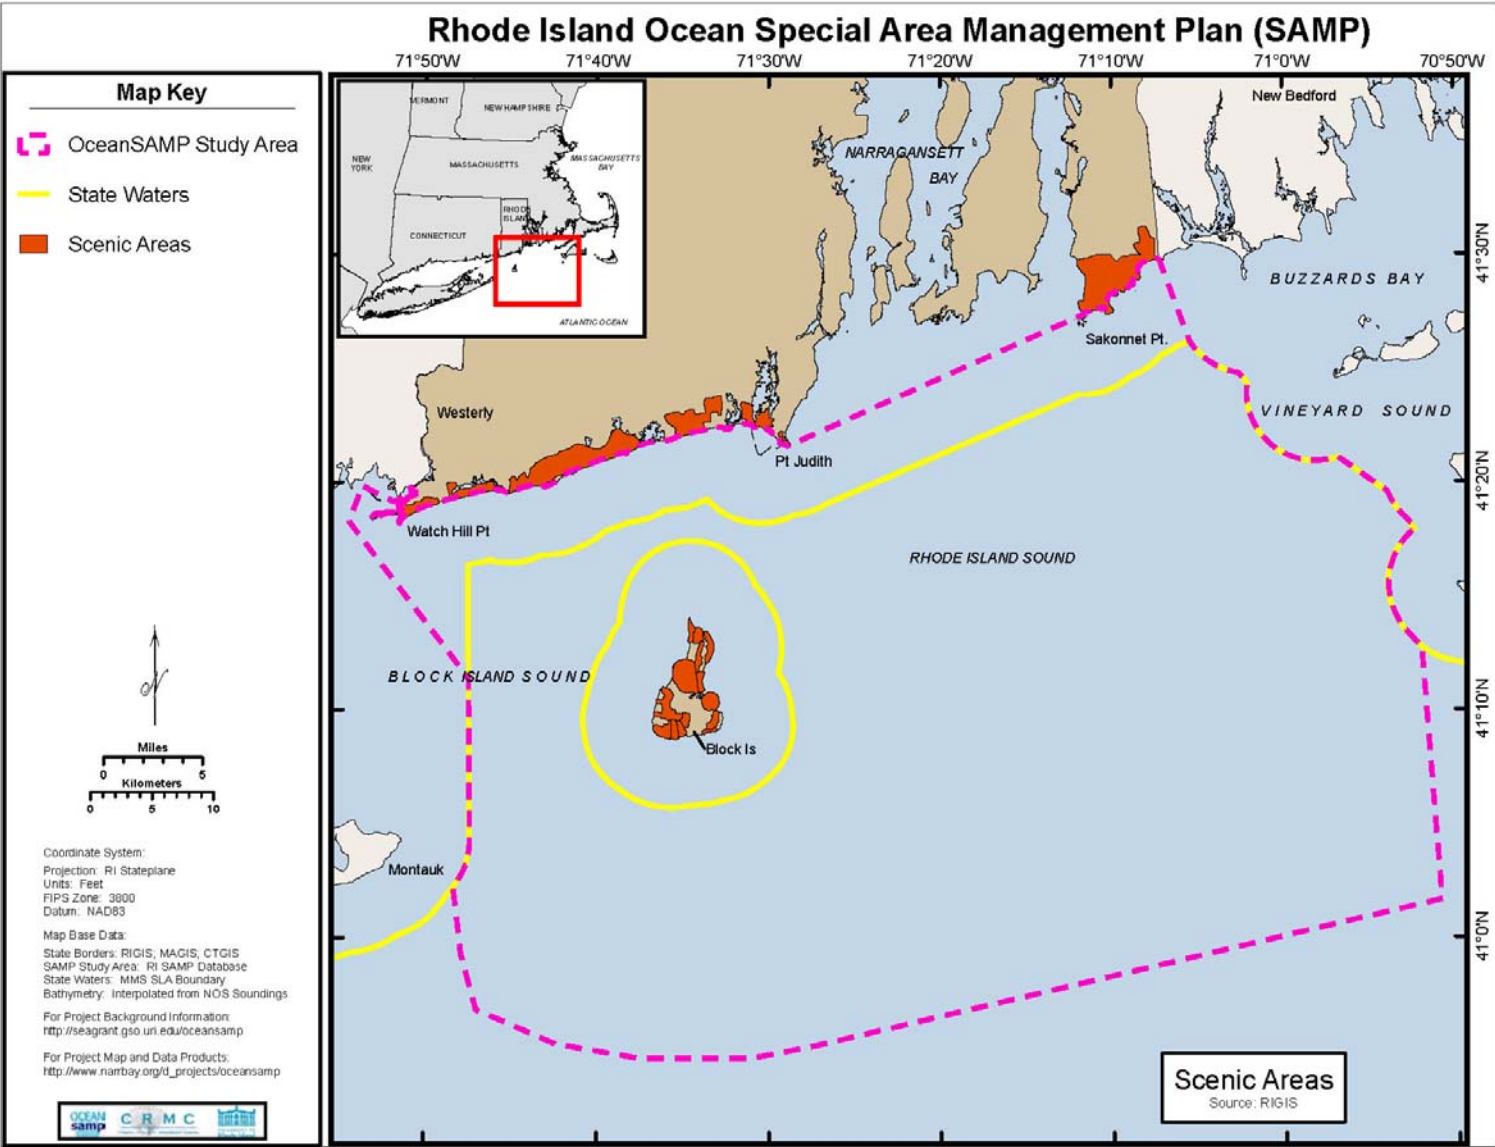 Rhode Island Ocean Special Area Management Plan (SAMP)
71°50'W
71°40'W
71°30'W
71°20'W
71°10'W
71°0'W
70°50'W
Map Key
OceanSAMP Study Area
State Waters
Scenic Areas
VERMONT
NEW HAMPSHIRE
NEW
YORK
MASSACHUSETTS
MASSACHUSETTS
BAY
RHODE
ISLAND
CONNECTICUT
ATLANTIC OCEAN
New Bedford
NARRAGANSETT
BAY
41°30'N
BUZZARDS BAY
Sakonnet Pt.
Westerly
VINEYARD SOUND
Pt Judith
41°20'N
Watch Hill Pt
RHODE ISLAND SOUND
BLOCK ISLAND SOUND
41°10'N
Block Is
Montauk
41°0'N
Miles
0 5
Kilometers
0 5 10
Coordinate System:
Projection: RI Stateplane
Units: Feet
FIPS Zone: 3800
Datum: NAD83
Map Base Data:
State Borders: RIGIS; MAGIS; CTGIS
SAMP Study Area: RI SAMP Database
State Waters: MMS SLA Boundary
Bathymetry: Interpolated from NOS Soundings
For Project Background Information:
http://seagrant.gso.uri.edu/oceansamp
For Project Map and Data Products:
http://www.narrbay.org/d_projects/oceansamp
OCEAN
samp
C R M C
Scenic Areas
Source: RIGIS